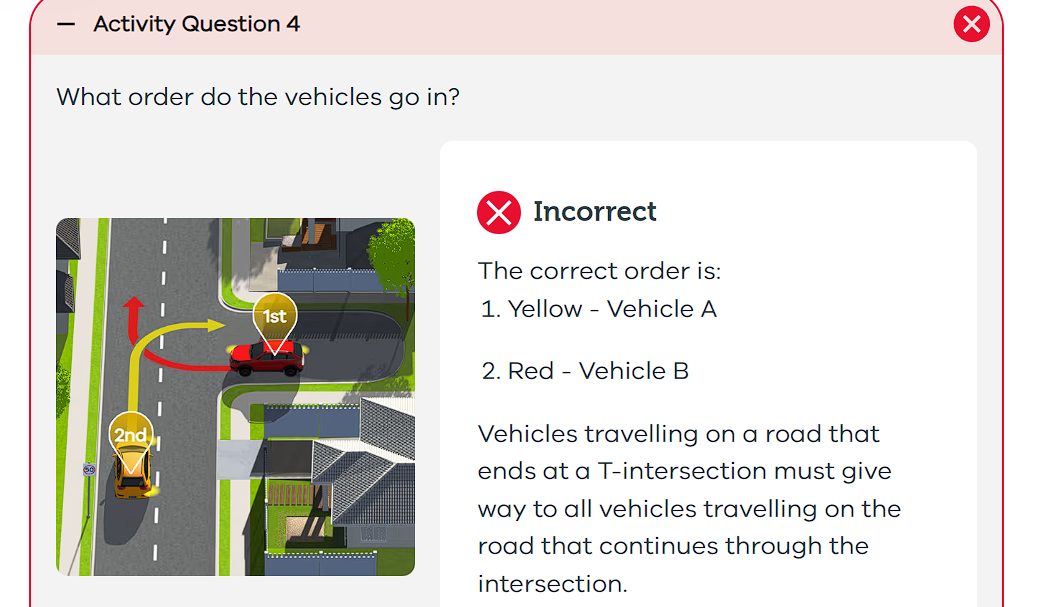 Activity Question 4
What order do the vehicles go in?
1st
2nd
50
Incorrect
The correct order is:
1. Yellow - Vehicle A
2. Red - Vehicle B
Vehicles travelling on a road that
ends at a T-intersection must give
way to all vehicles travelling on the
road that continues through the
intersection.